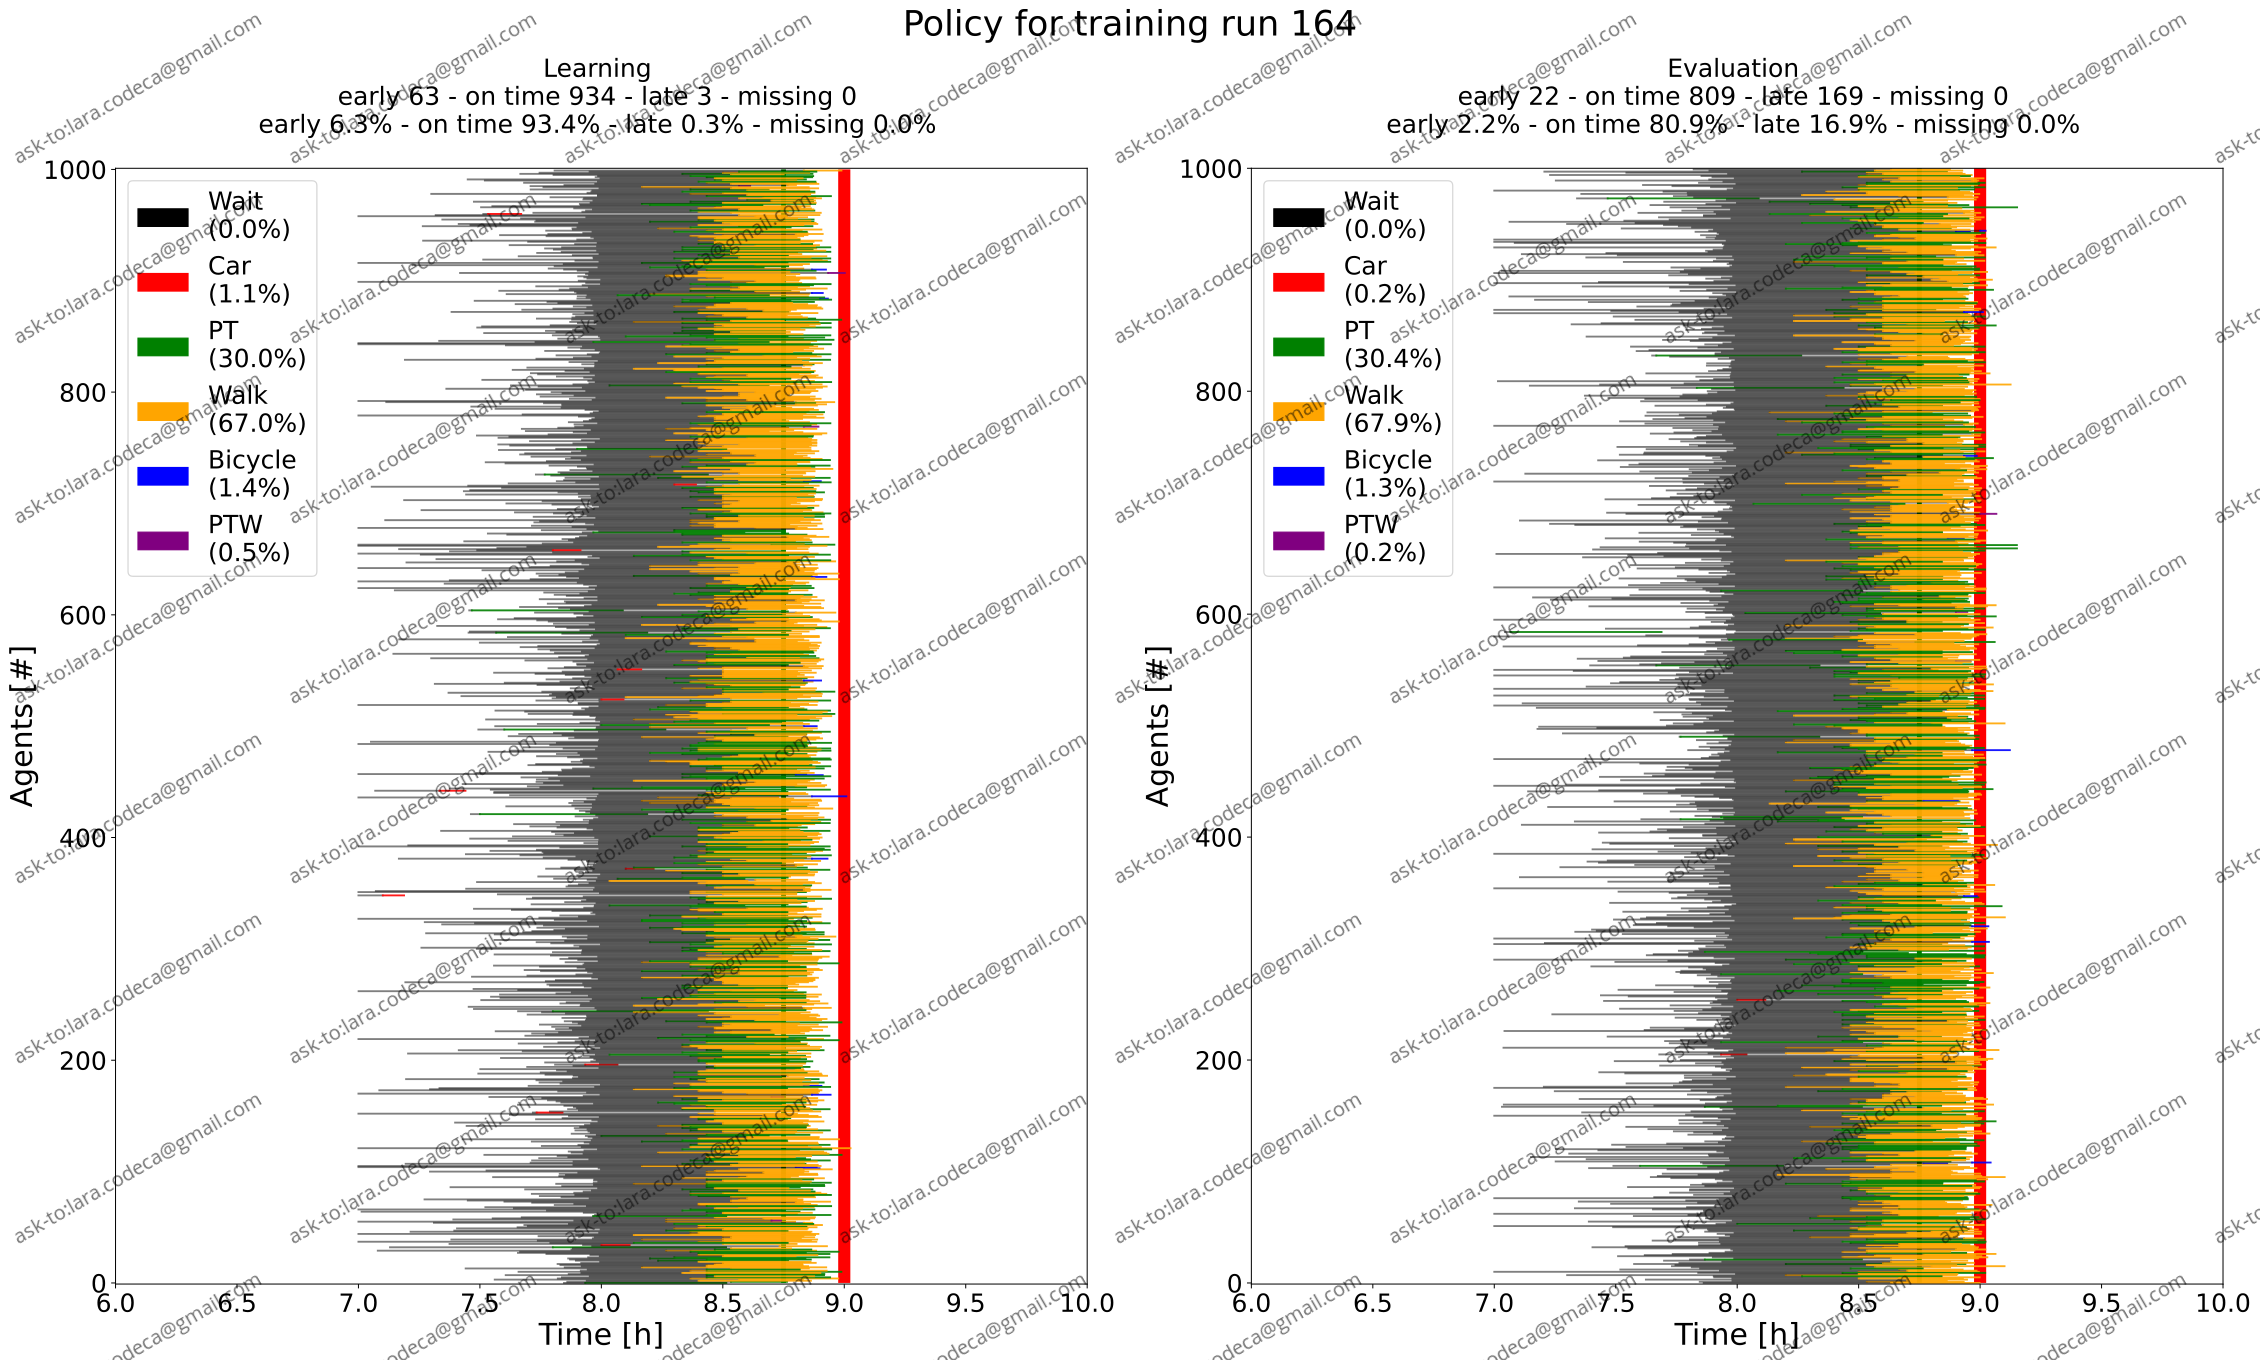 Policy for training run 164
Learning
early 63 - on time 934 - late 3 - missing 0
early 6.3% - on time 93.4% - late 0.3% - missing 0.0%
Wait
(0.0%)
Car
(1.1%)
PT
(30.0%)
Walk
(67.0%)
Bicycle
(1.4%)
PTW
(0.5%)
1000
800
600
400
200
0
Agents [#]
6.0 6.5 7.0 7.5 8.0 8.5 9.0 9.5 10.0
Time [h]
Evaluation
early 22 - on time 809 - late 169 - missing 0
early 2.2% - on time 80.9% - late 16.9% - missing 0.0%
Wait
(0.0%)
Car
(0.2%)
PT
(30.4%)
Walk
(67.9%)
Bicycle
(1.3%)
PTW
(0.2%)
1000
800
600
400
200
0
Agents [#]
6.0 6.5 7.0 7.5 8.0 8.5 9.0 9.5 10.0
Time [h]
ask-to:lara.codeca@gmail.com